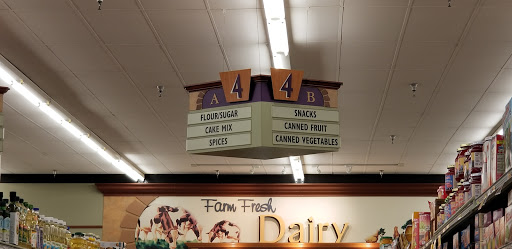 A 4
FLOUR/SUGAR
CAKE MIX
SPICES
4 B
SNACKS
CANNED FRUIT
CANNED VEGETABLES
Farm Fresh
Dairy